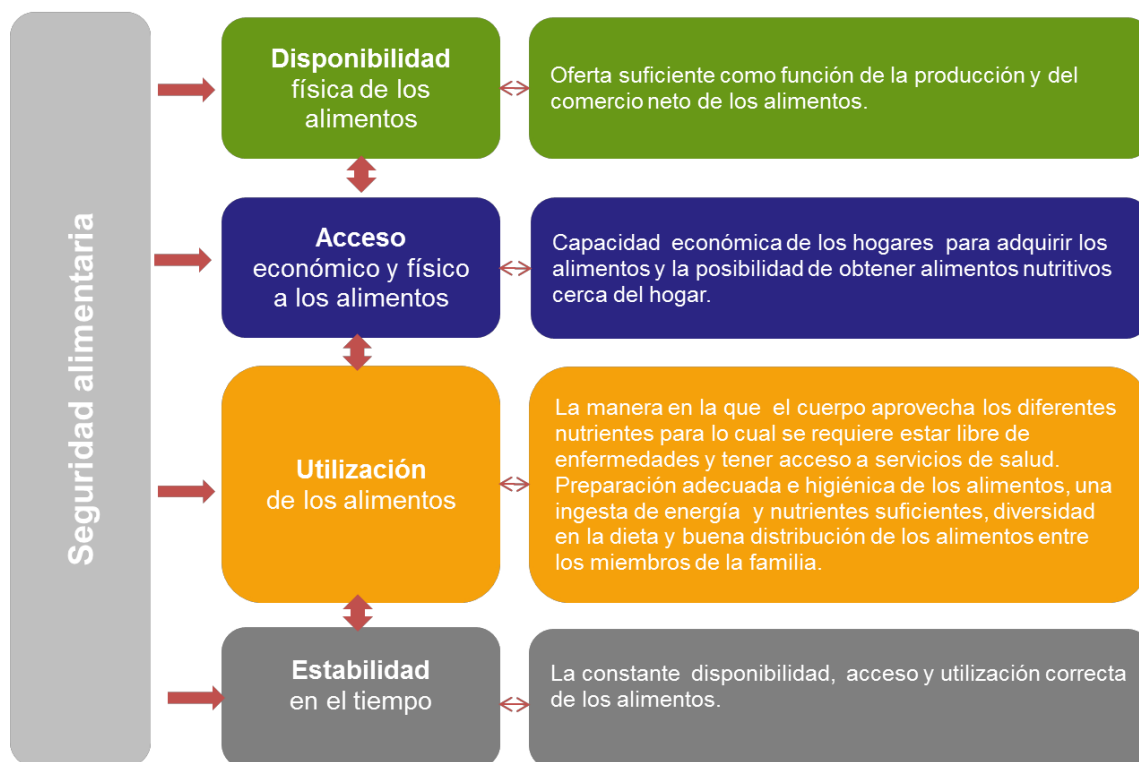 Seguridad alimentaria
Disponibilidad
física de los
alimentos
Oferta suficiente como función de la producción y del
comercio neto de los alimentos.
Acceso
económico y físico
a los alimentos
Capacidad económica de los hogares para adquirir los
alimentos y la posibilidad de obtener alimentos nutritivos
cerca del hogar.
Utilización
de los alimentos
La manera en la que el cuerpo aprovecha los diferentes
nutrientes para lo cual se requiere estar libre de
enfermedades y tener acceso a servicios de salud.
Preparación adecuada e higiénica de los alimentos, una
ingesta de energía y nutrientes suficientes, diversidad
en la dieta y buena distribución de los alimentos entre
los miembros de la familia.
Estabilidad
en el tiempo
La constante disponibilidad, acceso y utilización correcta
de los alimentos.